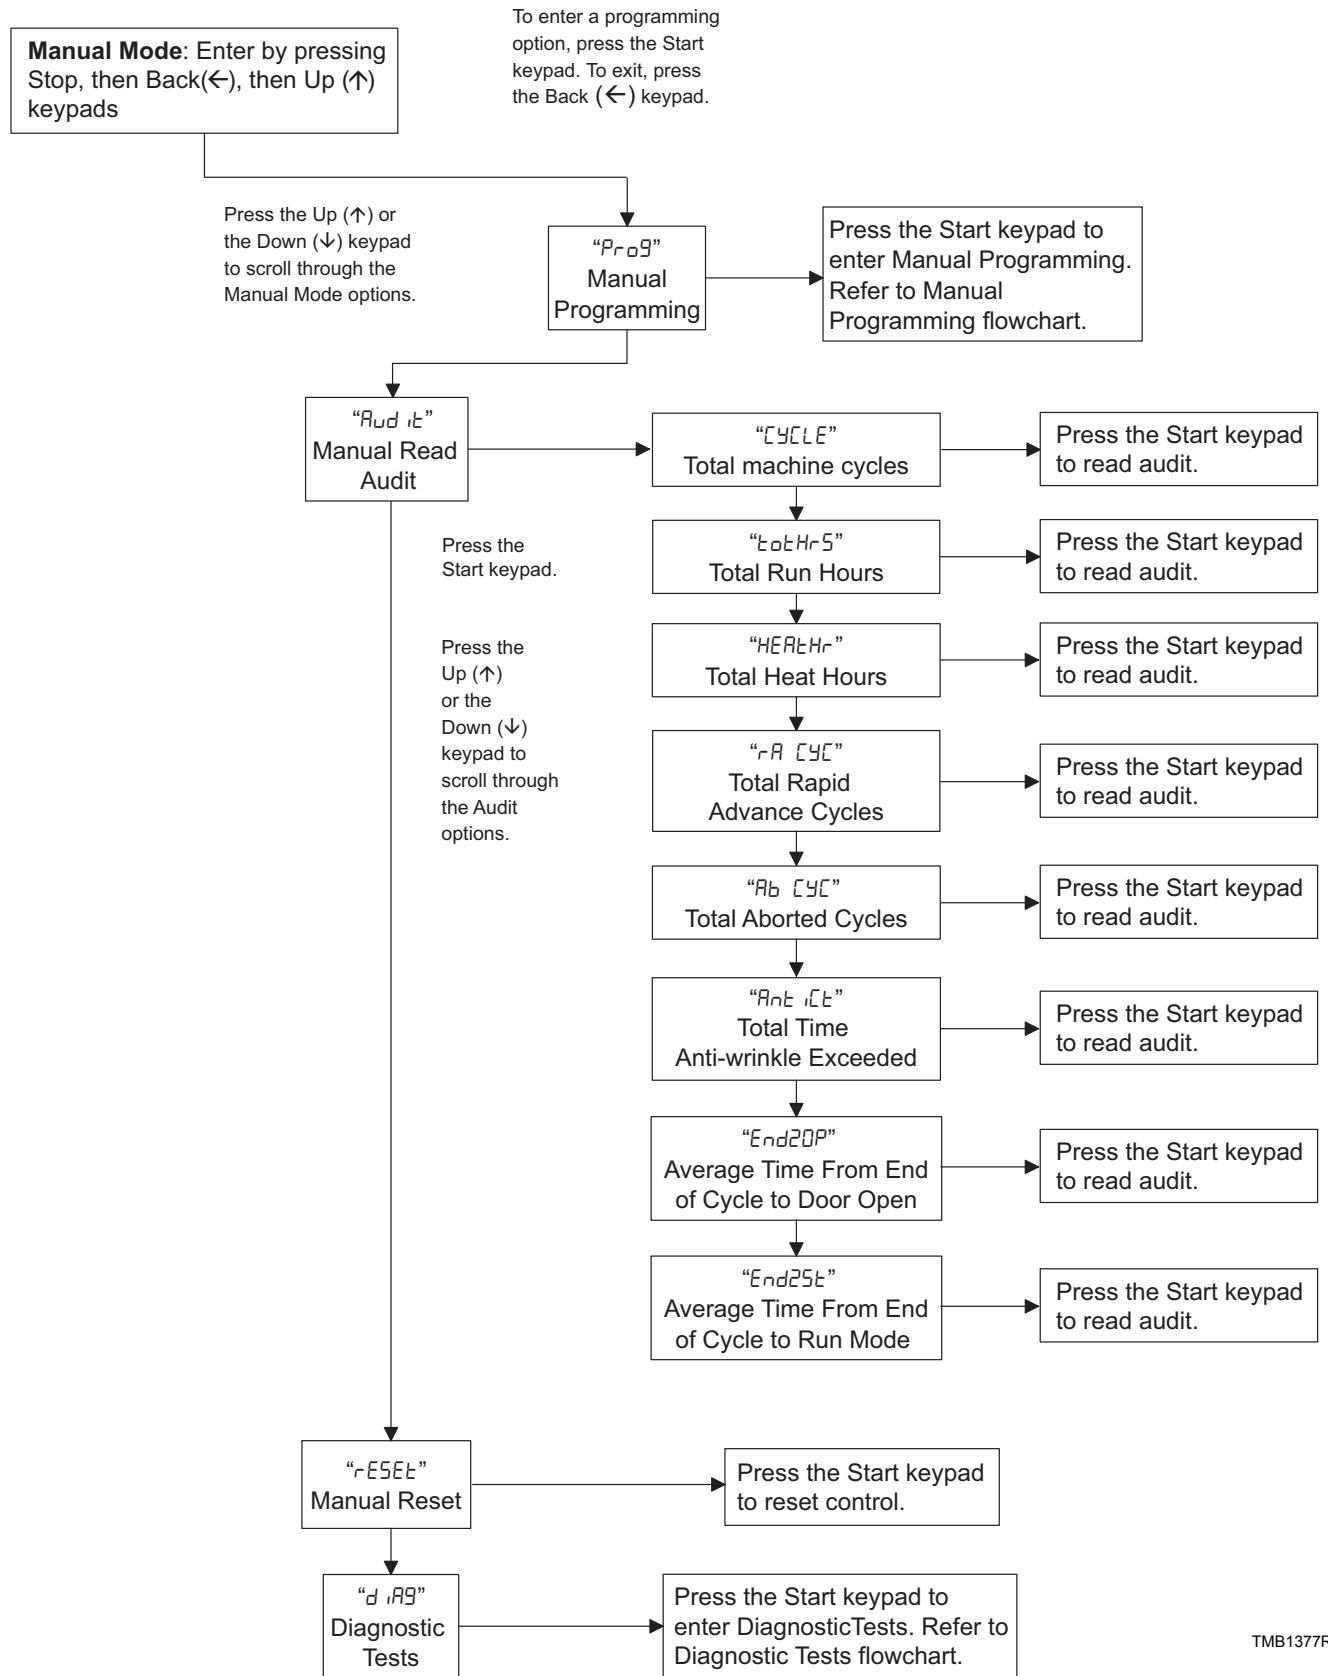 To enter a programming
option, press the Start
keypad. To exit, press
the Back (←) keypad.
Manual Mode: Enter by pressing
Stop, then Back(←), then Up (↑)
keypads
Press the Up (↑) or
the Down (↓) keypad
to scroll through the
Manual Mode options.
“Prog”
Manual
Programming
Press the Start keypad to
enter Manual Programming.
Refer to Manual
Programming flowchart.
“Audit”
Manual Read
Audit
Press the
Start keypad.
Press the
Up (↑)
or the
Down (↓)
keypad to
scroll through
the Audit
options.
“CYCLE”
Total machine cycles
Press the Start keypad
to read audit.
“totHrS”
Total Run Hours
Press the Start keypad
to read audit.
“HEAtHr”
Total Heat Hours
Press the Start keypad
to read audit.
“rA CYC”
Total Rapid
Advance Cycles
Press the Start keypad
to read audit.
“Ab CYC”
Total Aborted Cycles
Press the Start keypad
to read audit.
“AntiCt”
Total Time
Anti-wrinkle Exceeded
Press the Start keypad
to read audit.
“End2OP”
Average Time From End
of Cycle to Door Open
Press the Start keypad
to read audit.
“End2St”
Average Time From End
of Cycle to Run Mode
Press the Start keypad
to read audit.
“rESEt”
Manual Reset
Press the Start keypad
to reset control.
“diAg”
Diagnostic
Tests
Press the Start keypad to
enter DiagnosticTests. Refer to
Diagnostic Tests flowchart.
TMB1377R